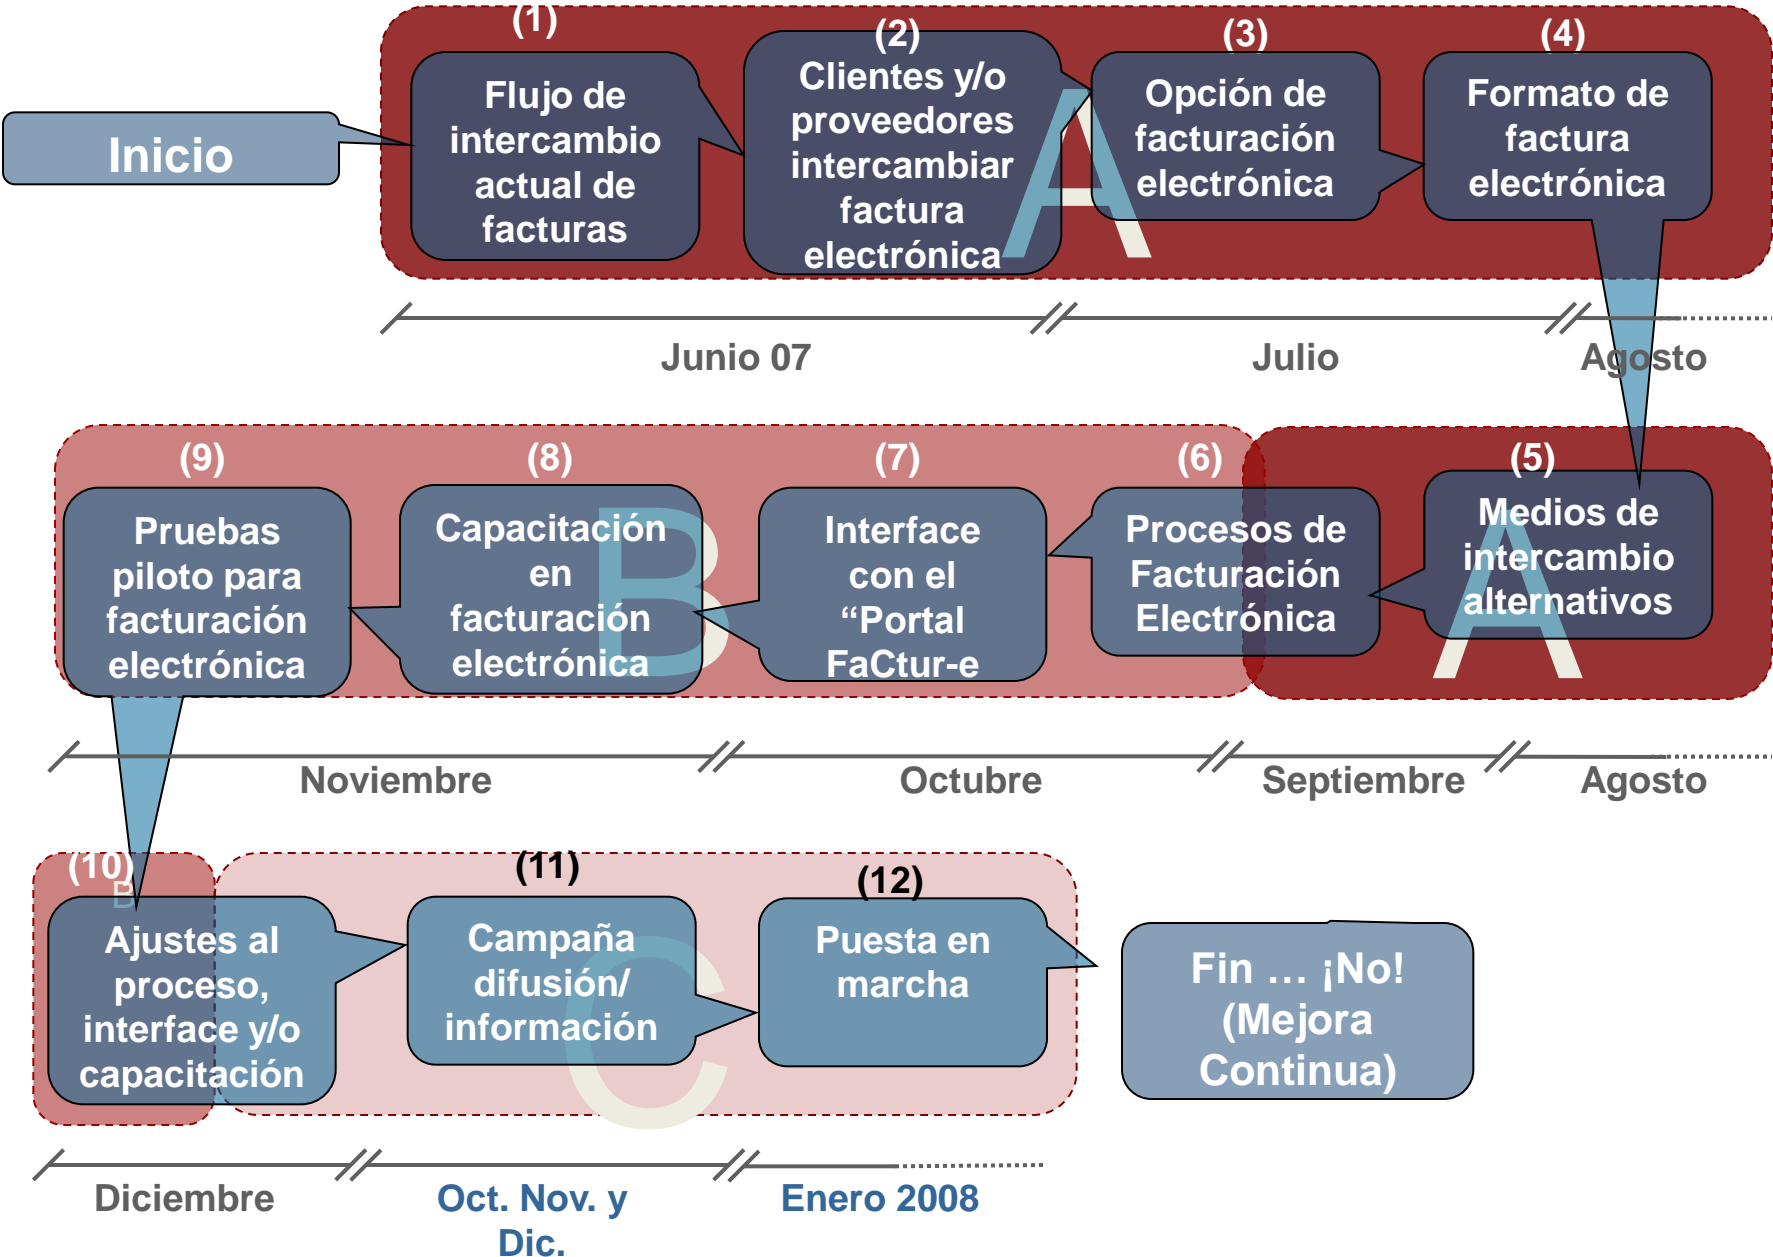 Inicio
(1)
Flujo de
intercambio
actual de
facturas
(2)
Clientes y/o
proveedores
intercambiar
factura
electrónica
(3)
Opción de
facturación
electrónica
(4)
Formato de
factura
electrónica
A
Junio 07
Julio
Agosto
(9)
Pruebas
piloto para
facturación
electrónica
(8)
Capacitación
en
facturación
electrónica
B
(7)
Interface
con el
“Portal
FaCtur-e
(6)
Procesos de
Facturación
Electrónica
(5)
Medios de
intercambio
alternativos
A
Noviembre
Octubre
Septiembre
Agosto
(10)
B
Ajustes al
proceso,
interface y/o
capacitación
(11)
Campaña
difusión/
información
C
(12)
Puesta en
marcha
Fin … ¡No!
(Mejora
Continua)
Diciembre
Oct. Nov. y
Dic.
Enero 2008